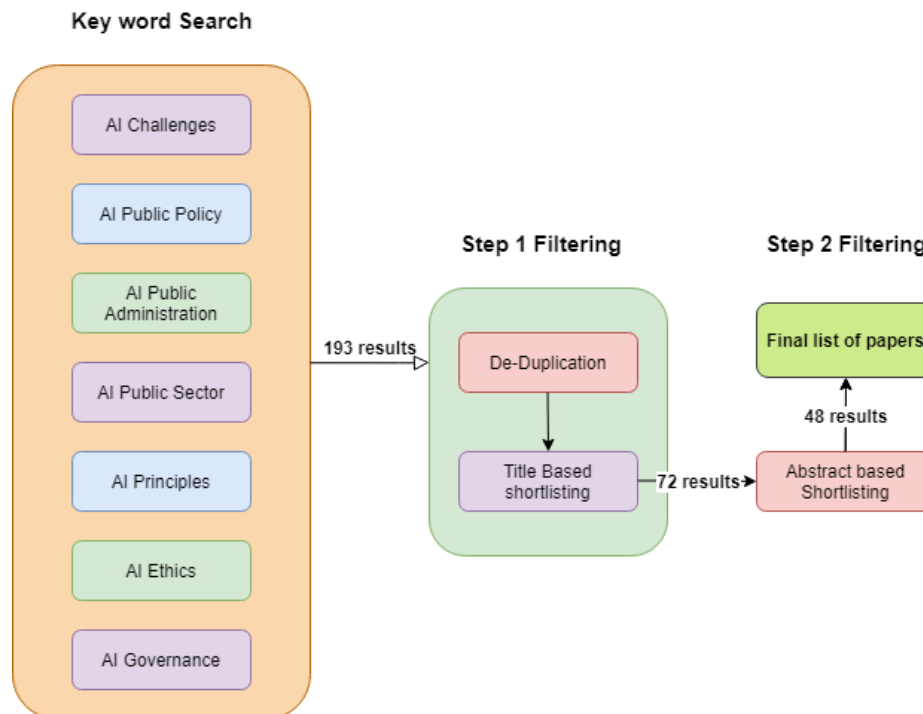 Key word Search
AI Challenges
AI Public Policy
AI Public
Administration
AI Public Sector
AI Principles
AI Ethics
AI Governance
193 results
Step 1 Filtering
De-Duplication
Title Based
shortlisting
72 results
Step 2 Filtering
Final list of papers
48 results
Abstract based
Shortlisting